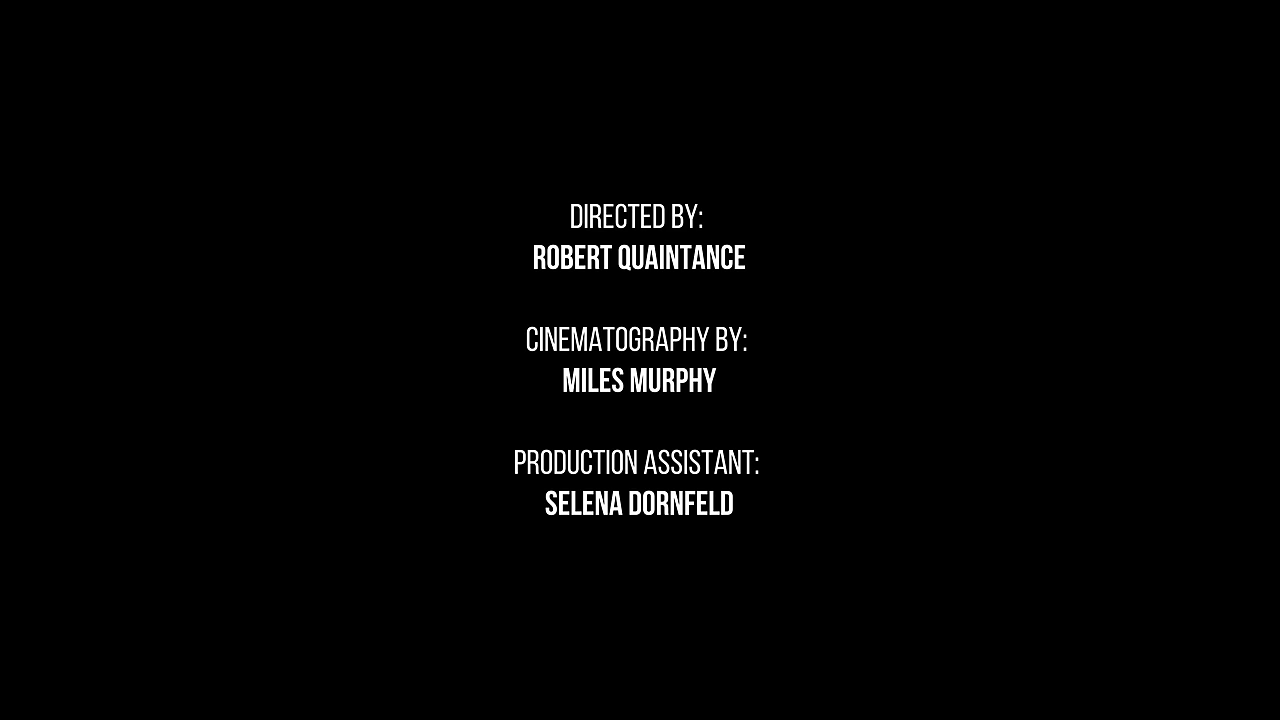 DIRECTED BY:
ROBERT QUAINTANCE
CINEMATOGRAPHY BY:
MILES MURPHY
PRODUCTION ASSISTANT:
SELENA DORNFELD